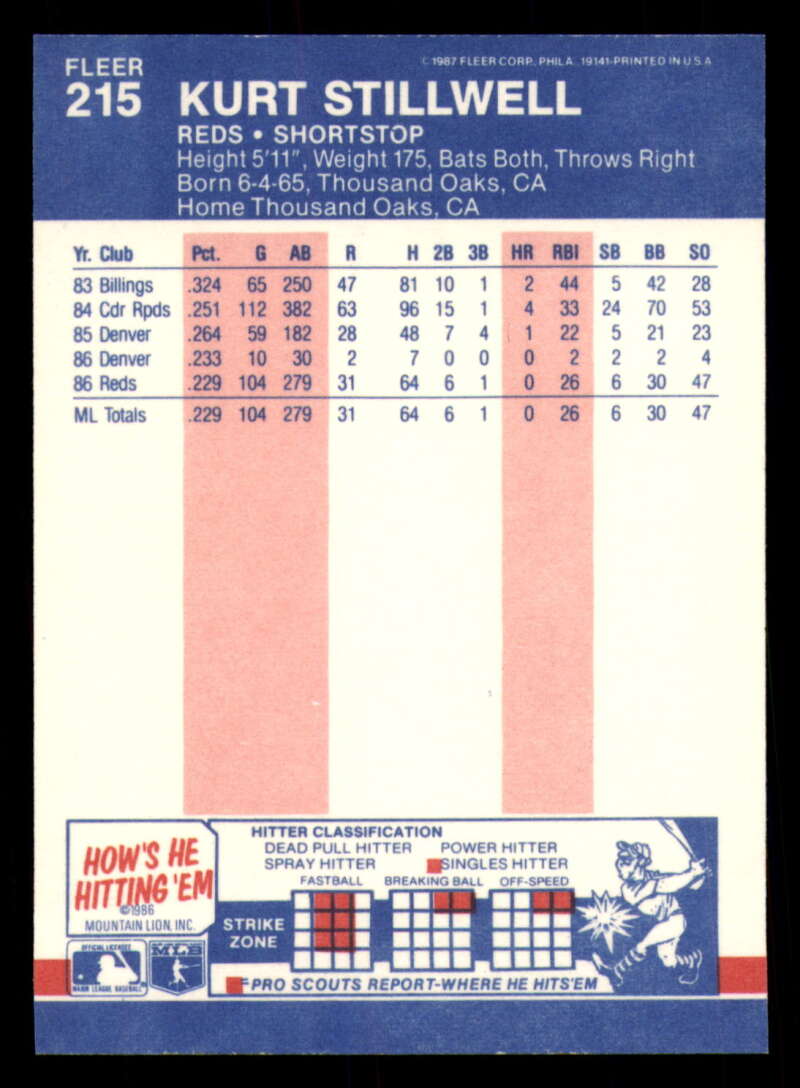 FLEER
© 1987 FLEER CORP. PHILA. 19141-PRINTED IN U.S.A
215 KURT STILLWELL
REDS • SHORTSTOP
Height 5'11", Weight 175, Bats Both, Throws Right
Born 6-4-65, Thousand Oaks, CA
Home Thousand Oaks, CA
Yr. Club Pct. G AB R H 2B 3B HR RBI SB BB SO
83 Billings .324 65 250 47 81 10 1 2 44 5 42 28
84 Cdr Rpds .251 112 382 63 96 15 1 4 33 24 70 53
85 Denver .264 59 182 28 48 7 4 1 22 5 21 23
86 Denver .233 10 30 2 7 0 0 0 2 2 2 4
86 Reds .229 104 279 31 64 6 1 0 26 6 30 47
ML Totals .229 104 279 31 64 6 1 0 26 6 30 47
HOW'S HE
HITTING 'EM
©1986
MOUNTAIN LION, INC.
HITTER CLASSIFICATION
DEAD PULL HITTER POWER HITTER
SPRAY HITTER SINGLES HITTER
FASTBALL BREAKING BALL OFF-SPEED
STRIKE
ZONE
OFFICIAL LICENSEE
MAJOR LEAGUE BASEBALL
MLB
=PRO SCOUTS REPORT-WHERE HE HITS'EM